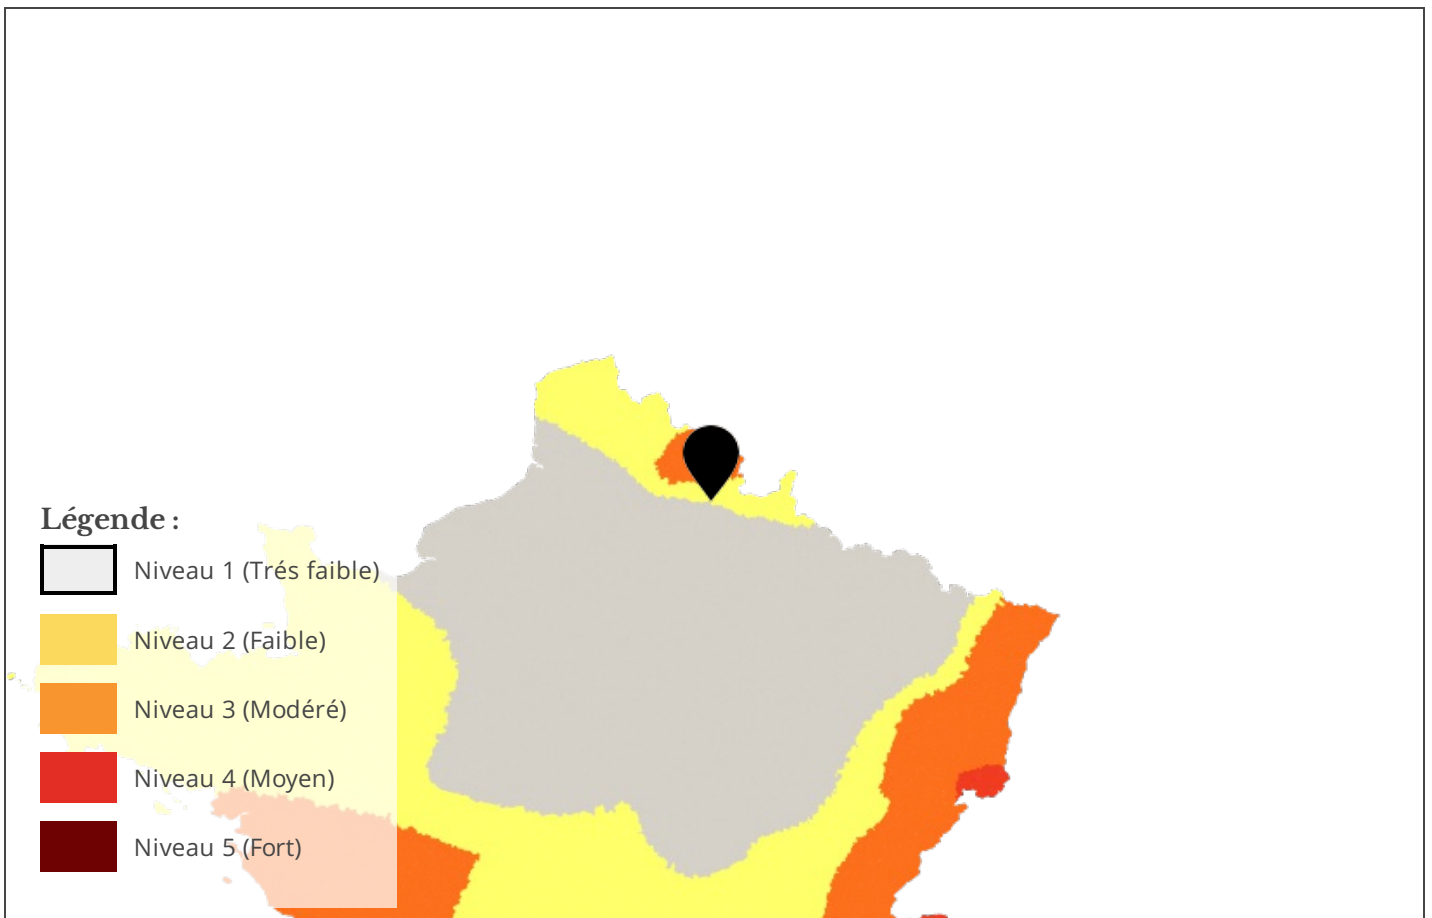 Légende :
Niveau 1 (Trés faible)
Niveau 2 (Faible)
Niveau 3 (Modéré)
Niveau 4 (Moyen)
Niveau 5 (Fort)